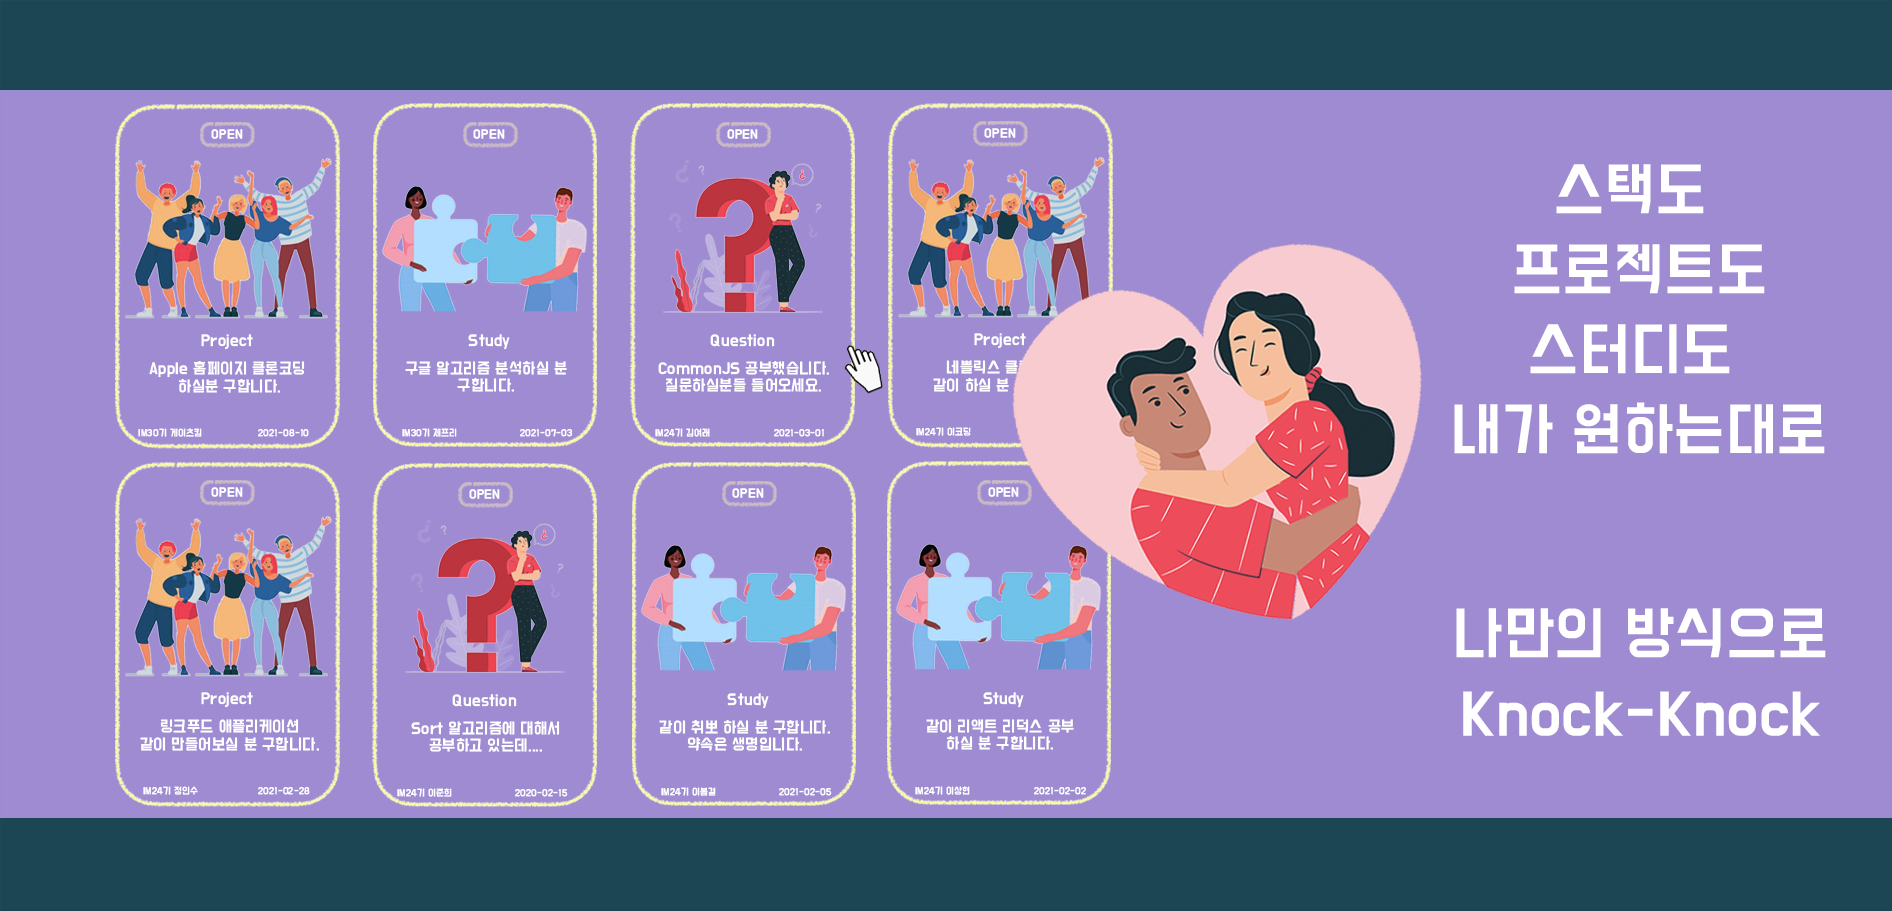 OPEN
Project
Apple 홈페이지 클론코딩
하실분 구합니다.
IM30기 게이츠킴
2021-08-10
OPEN
Study
구글 알고리즘 분석하실 분
구합니다.
IM30기 제프리
2021-07-03
OPEN
Question
CommonJS 공부했습니다.
질문하실분들 들어오세요.
IM24기 김어래
2021-03-01
OPEN
Project
네쁠릭스
같이 하실 분
IM24기 이코딩
OPEN
Project
링크푸드 애플리케이션
같이 만들어보실 분 구합니다.
IM24기 정인수
2021-02-28
OPEN
Question
Sort 알고리즘에 대해서
공부하고 있는데....
IM24기 이준희
2020-02-15
OPEN
Study
같이 취뽀 하실 분 구합니다.
약속은 생명입니다.
IM24기 이봄결
2021-02-05
OPEN
Study
같이 리액트 리덕스 공부
하실 분 구합니다.
IM24기 이상현
2021-02-02
스택도
프로젝트도
스터디도
내가 원하는대로
나만의 방식으로
Knock-Knock